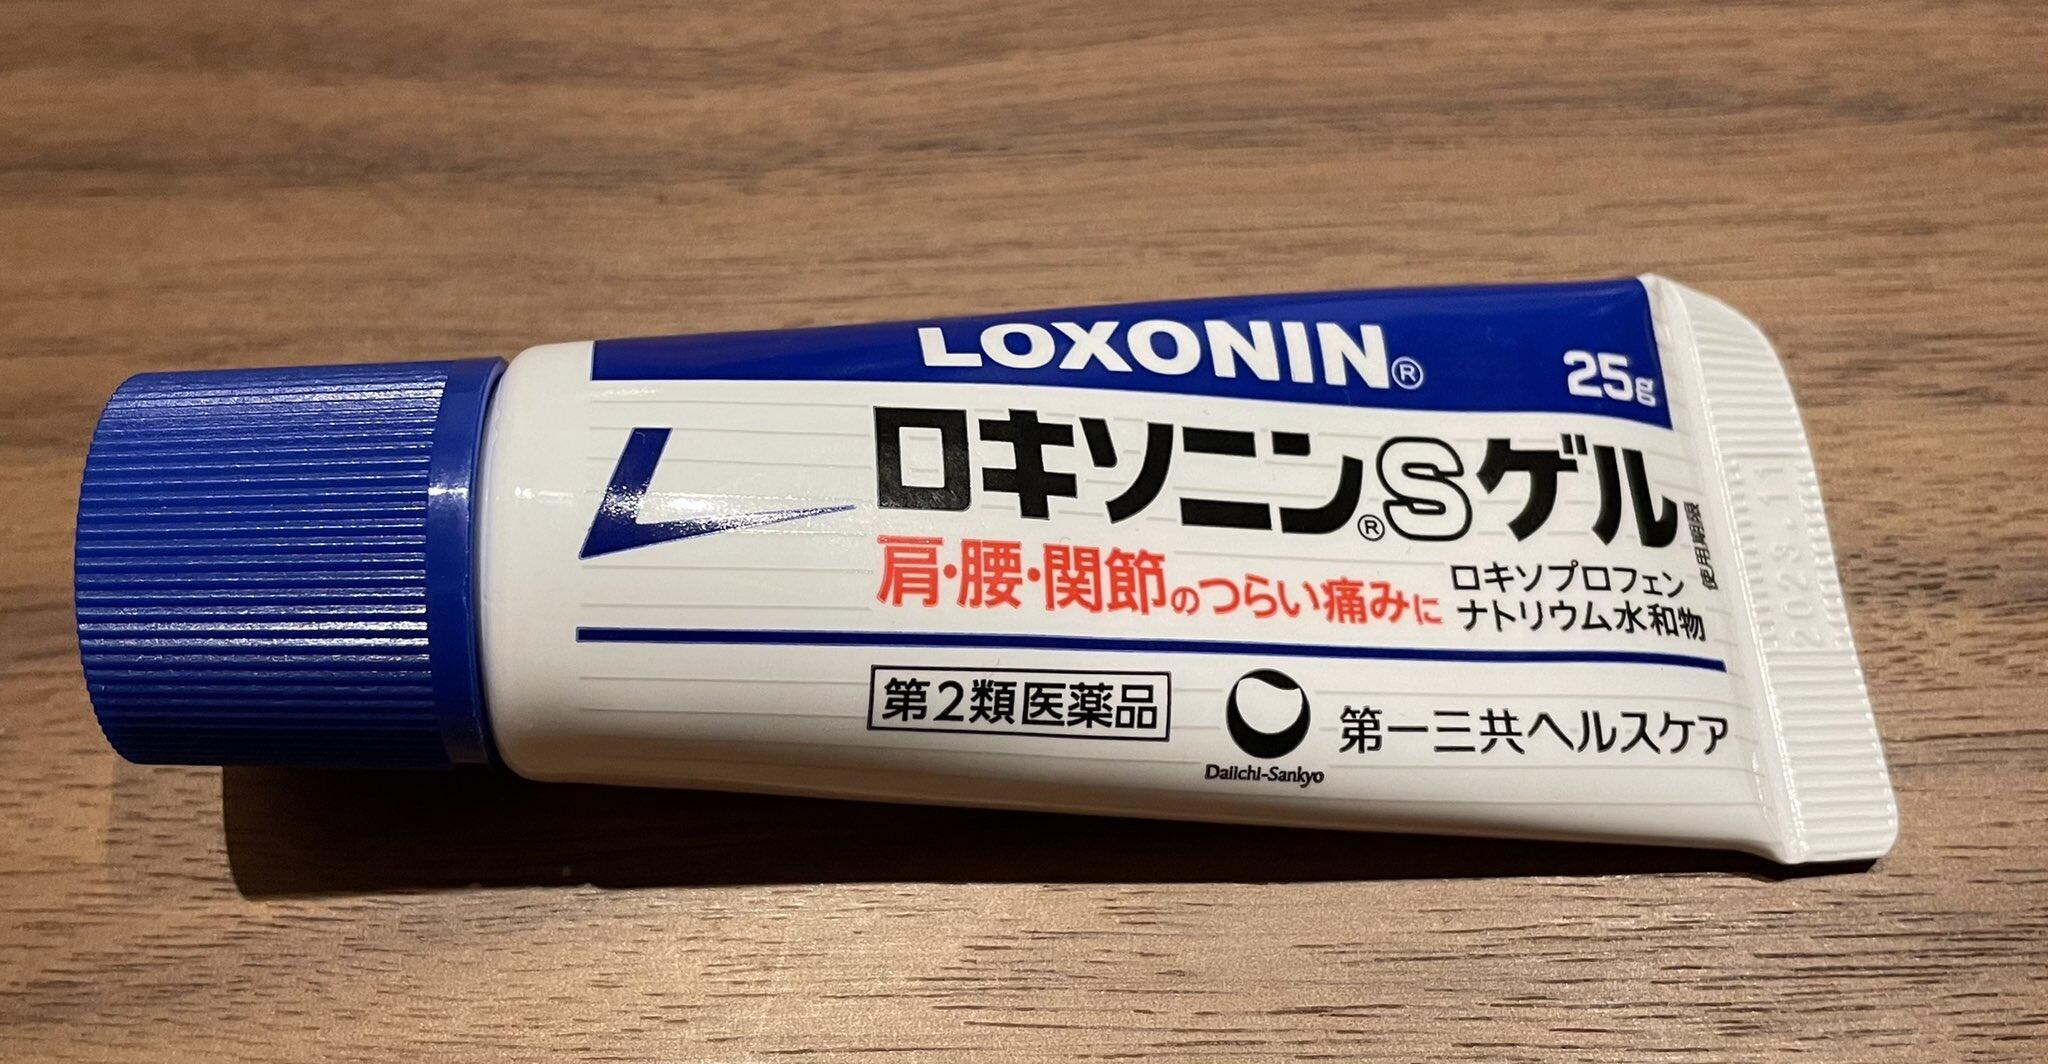 LOXONIN®
25g
ロキソニン®Sゲル
肩・腰・関節のつらい痛みに
ロキソプロフェン
ナトリウム水和物
使用期限
2023.11
第2類医薬品
Daiichi-Sankyo
第一三共ヘルスケア